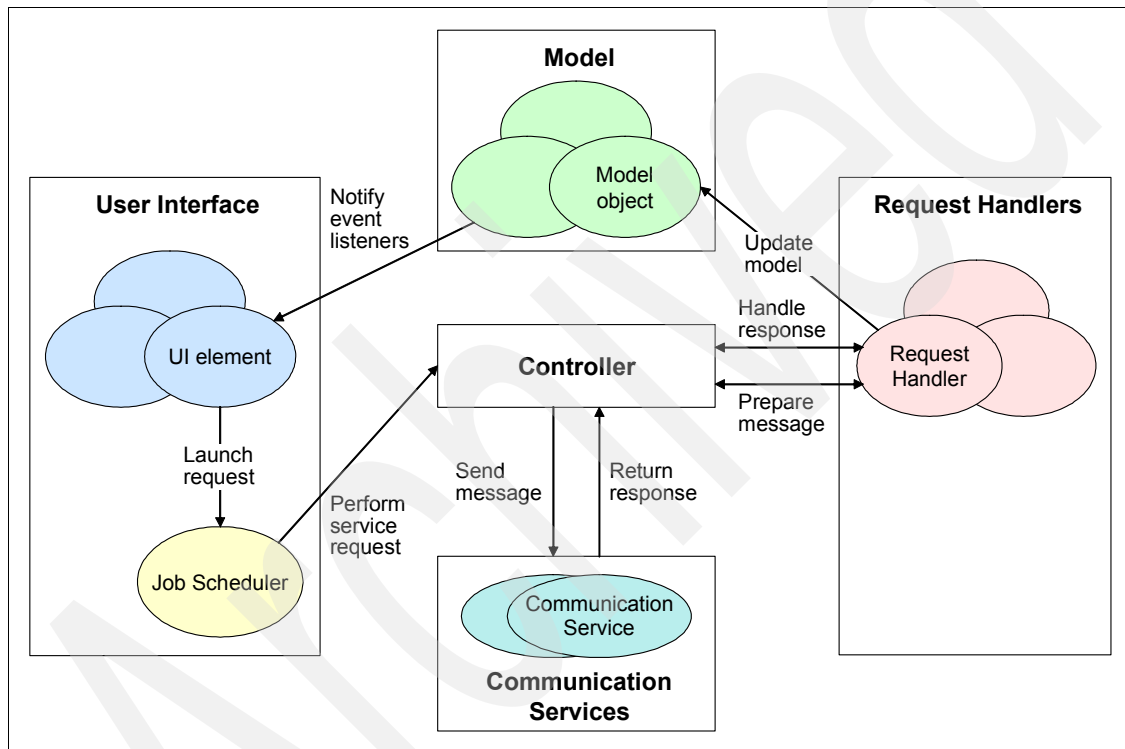 Model
Model
object
User Interface
Notify
event
listeners
Request Handlers
Update
model
UI element
Handle
response
Controller
Request
Handler
Prepare
message
Launch
request
Send
message
Return
response
Perform
service
request
Job Scheduler
Communication
Service
Communication
Services
Archived